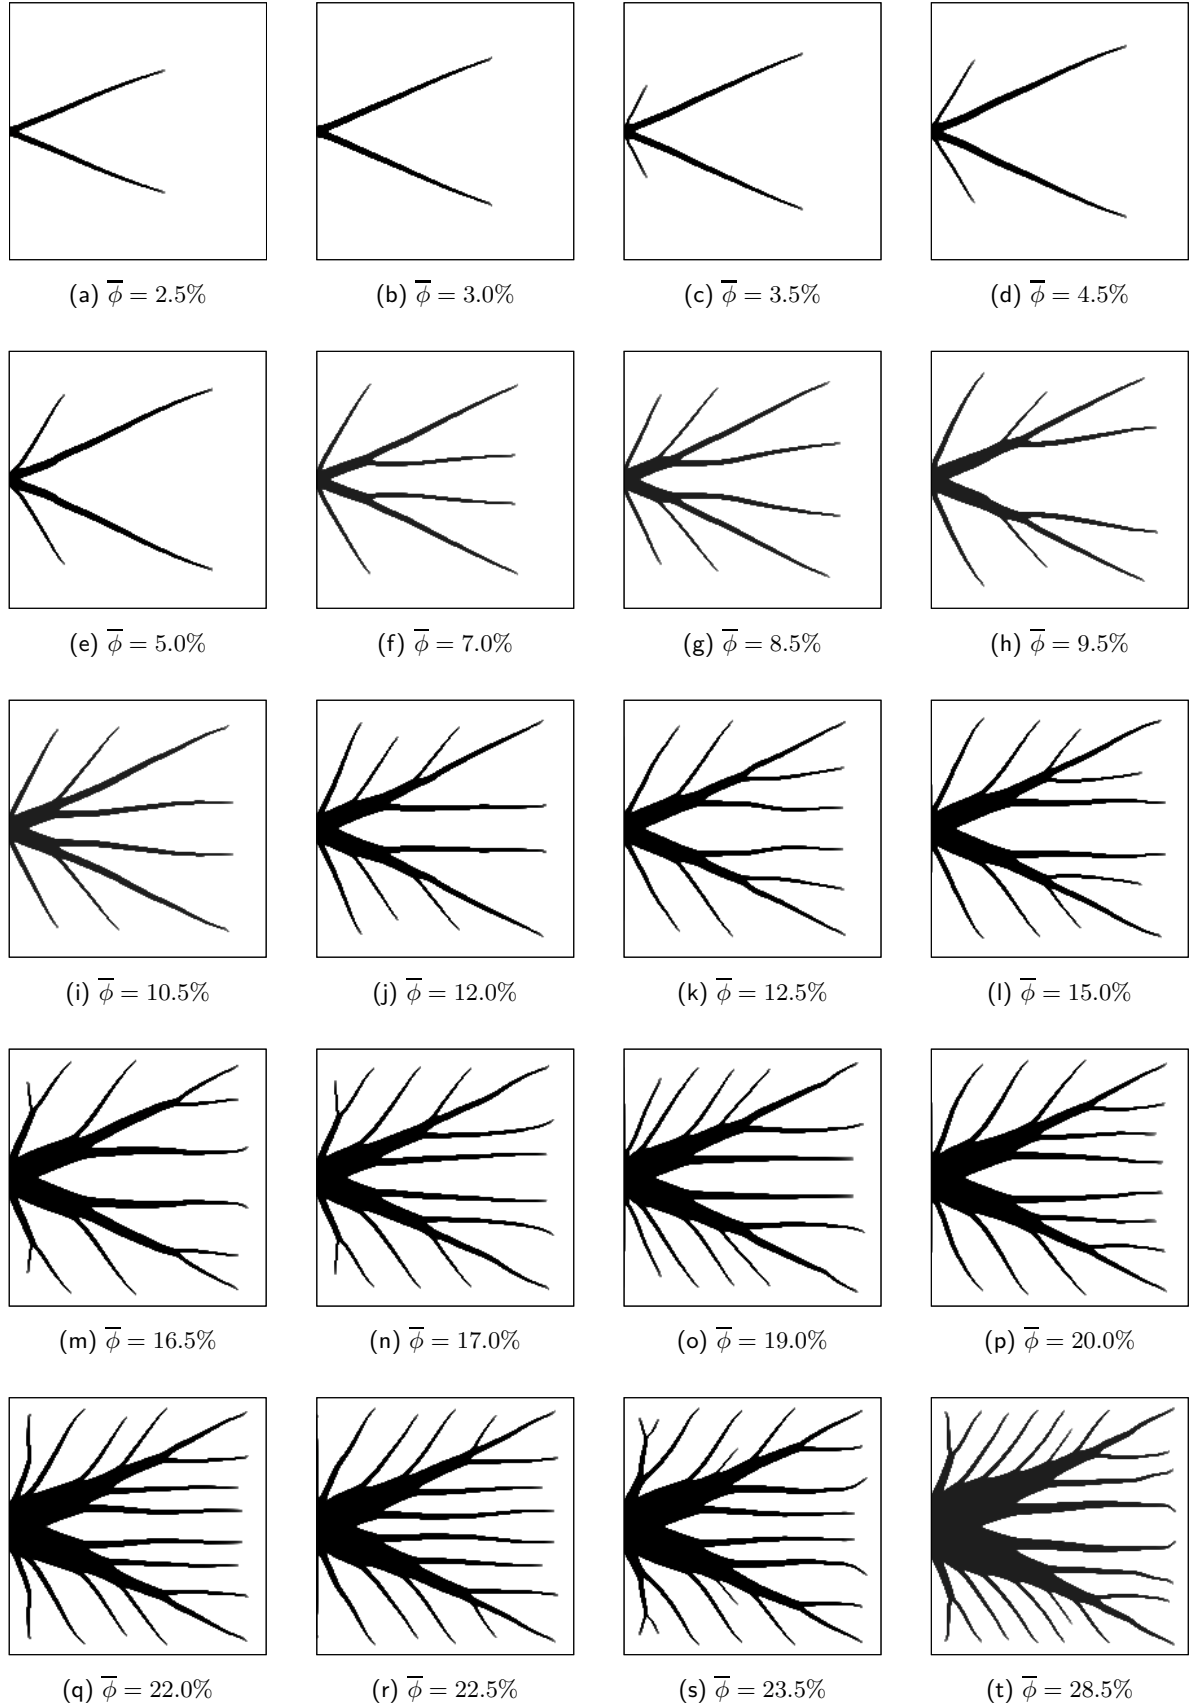 (a) ϕ̅ = 2.5% (b) ϕ̅ = 3.0% (c) ϕ̅ = 3.5% (d) ϕ̅ = 4.5%
(e) ϕ̅ = 5.0% (f) ϕ̅ = 7.0% (g) ϕ̅ = 8.5% (h) ϕ̅ = 9.5%
(i) ϕ̅ = 10.5% (j) ϕ̅ = 12.0% (k) ϕ̅ = 12.5% (l) ϕ̅ = 15.0%
(m) ϕ̅ = 16.5% (n) ϕ̅ = 17.0% (o) ϕ̅ = 19.0% (p) ϕ̅ = 20.0%
(q) ϕ̅ = 22.0% (r) ϕ̅ = 22.5% (s) ϕ̅ = 23.5% (t) ϕ̅ = 28.5%